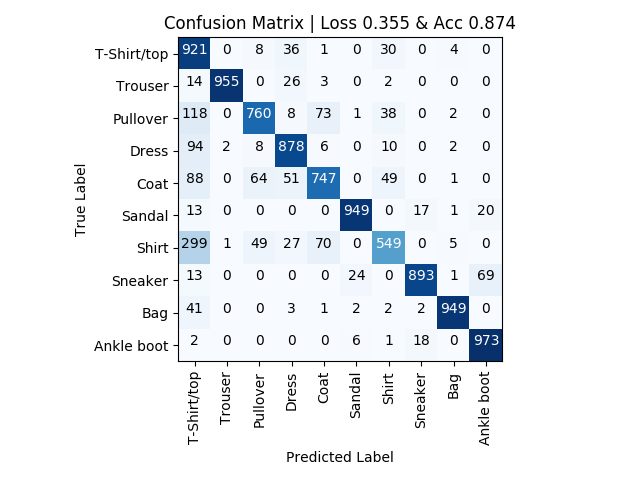 Confusion Matrix | Loss 0.355 & Acc 0.874
True Label
T-Shirt/top 921 0 8 36 1 0 30 0 4 0
Trouser 14 955 0 26 3 0 2 0 0 0
Pullover 118 0 760 8 73 1 38 0 2 0
Dress 94 2 8 878 6 0 10 0 2 0
Coat 88 0 64 51 747 0 49 0 1 0
Sandal 13 0 0 0 0 949 0 17 1 20
Shirt 299 1 49 27 70 0 549 0 5 0
Sneaker 13 0 0 0 0 24 0 893 1 69
Bag 41 0 0 3 1 2 2 2 949 0
Ankle boot 2 0 0 0 0 6 1 18 0 973
T-Shirt/top
Trouser
Pullover
Dress
Coat
Sandal
Shirt
Sneaker
Bag
Ankle boot
Predicted Label